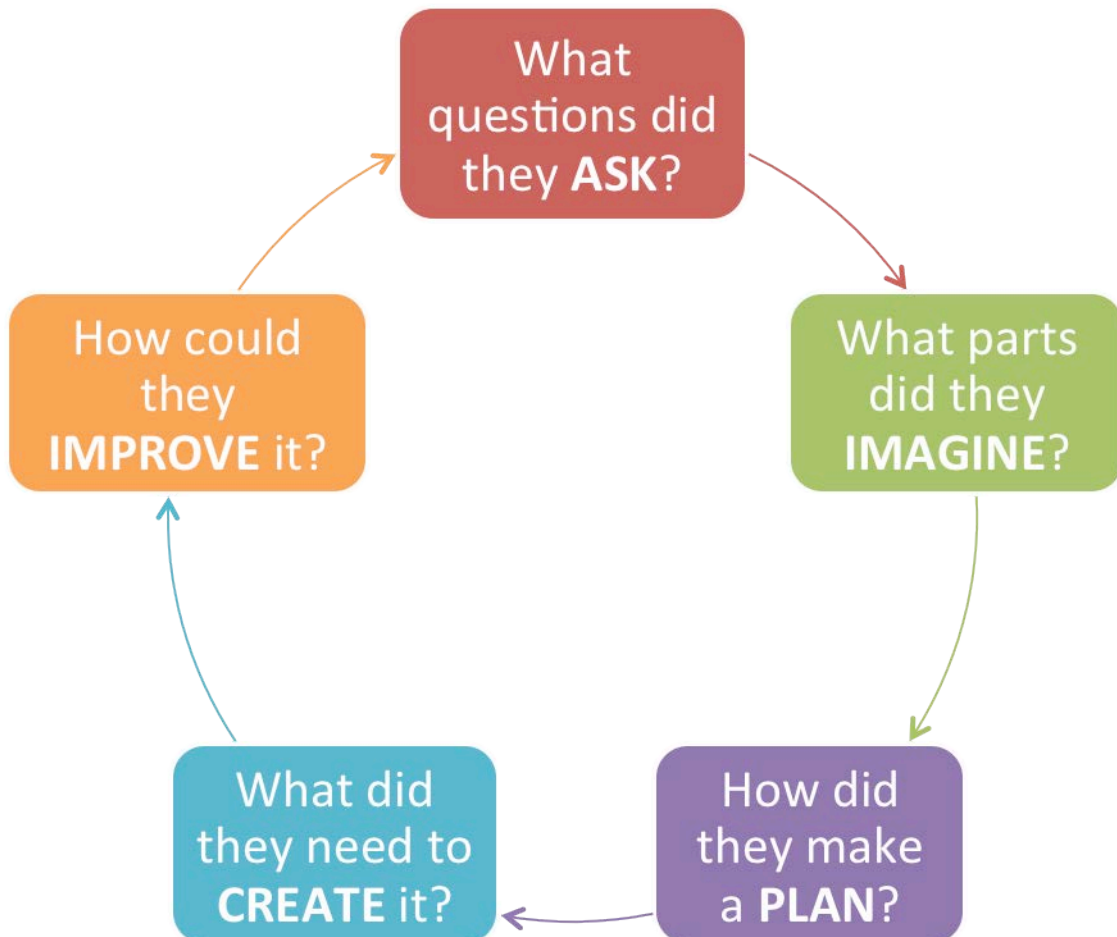 What
questions did
they ASK?
What parts
did they
IMAGINE?
How did
they make
a PLAN?
What did
they need to
CREATE it?
How could
they
IMPROVE it?